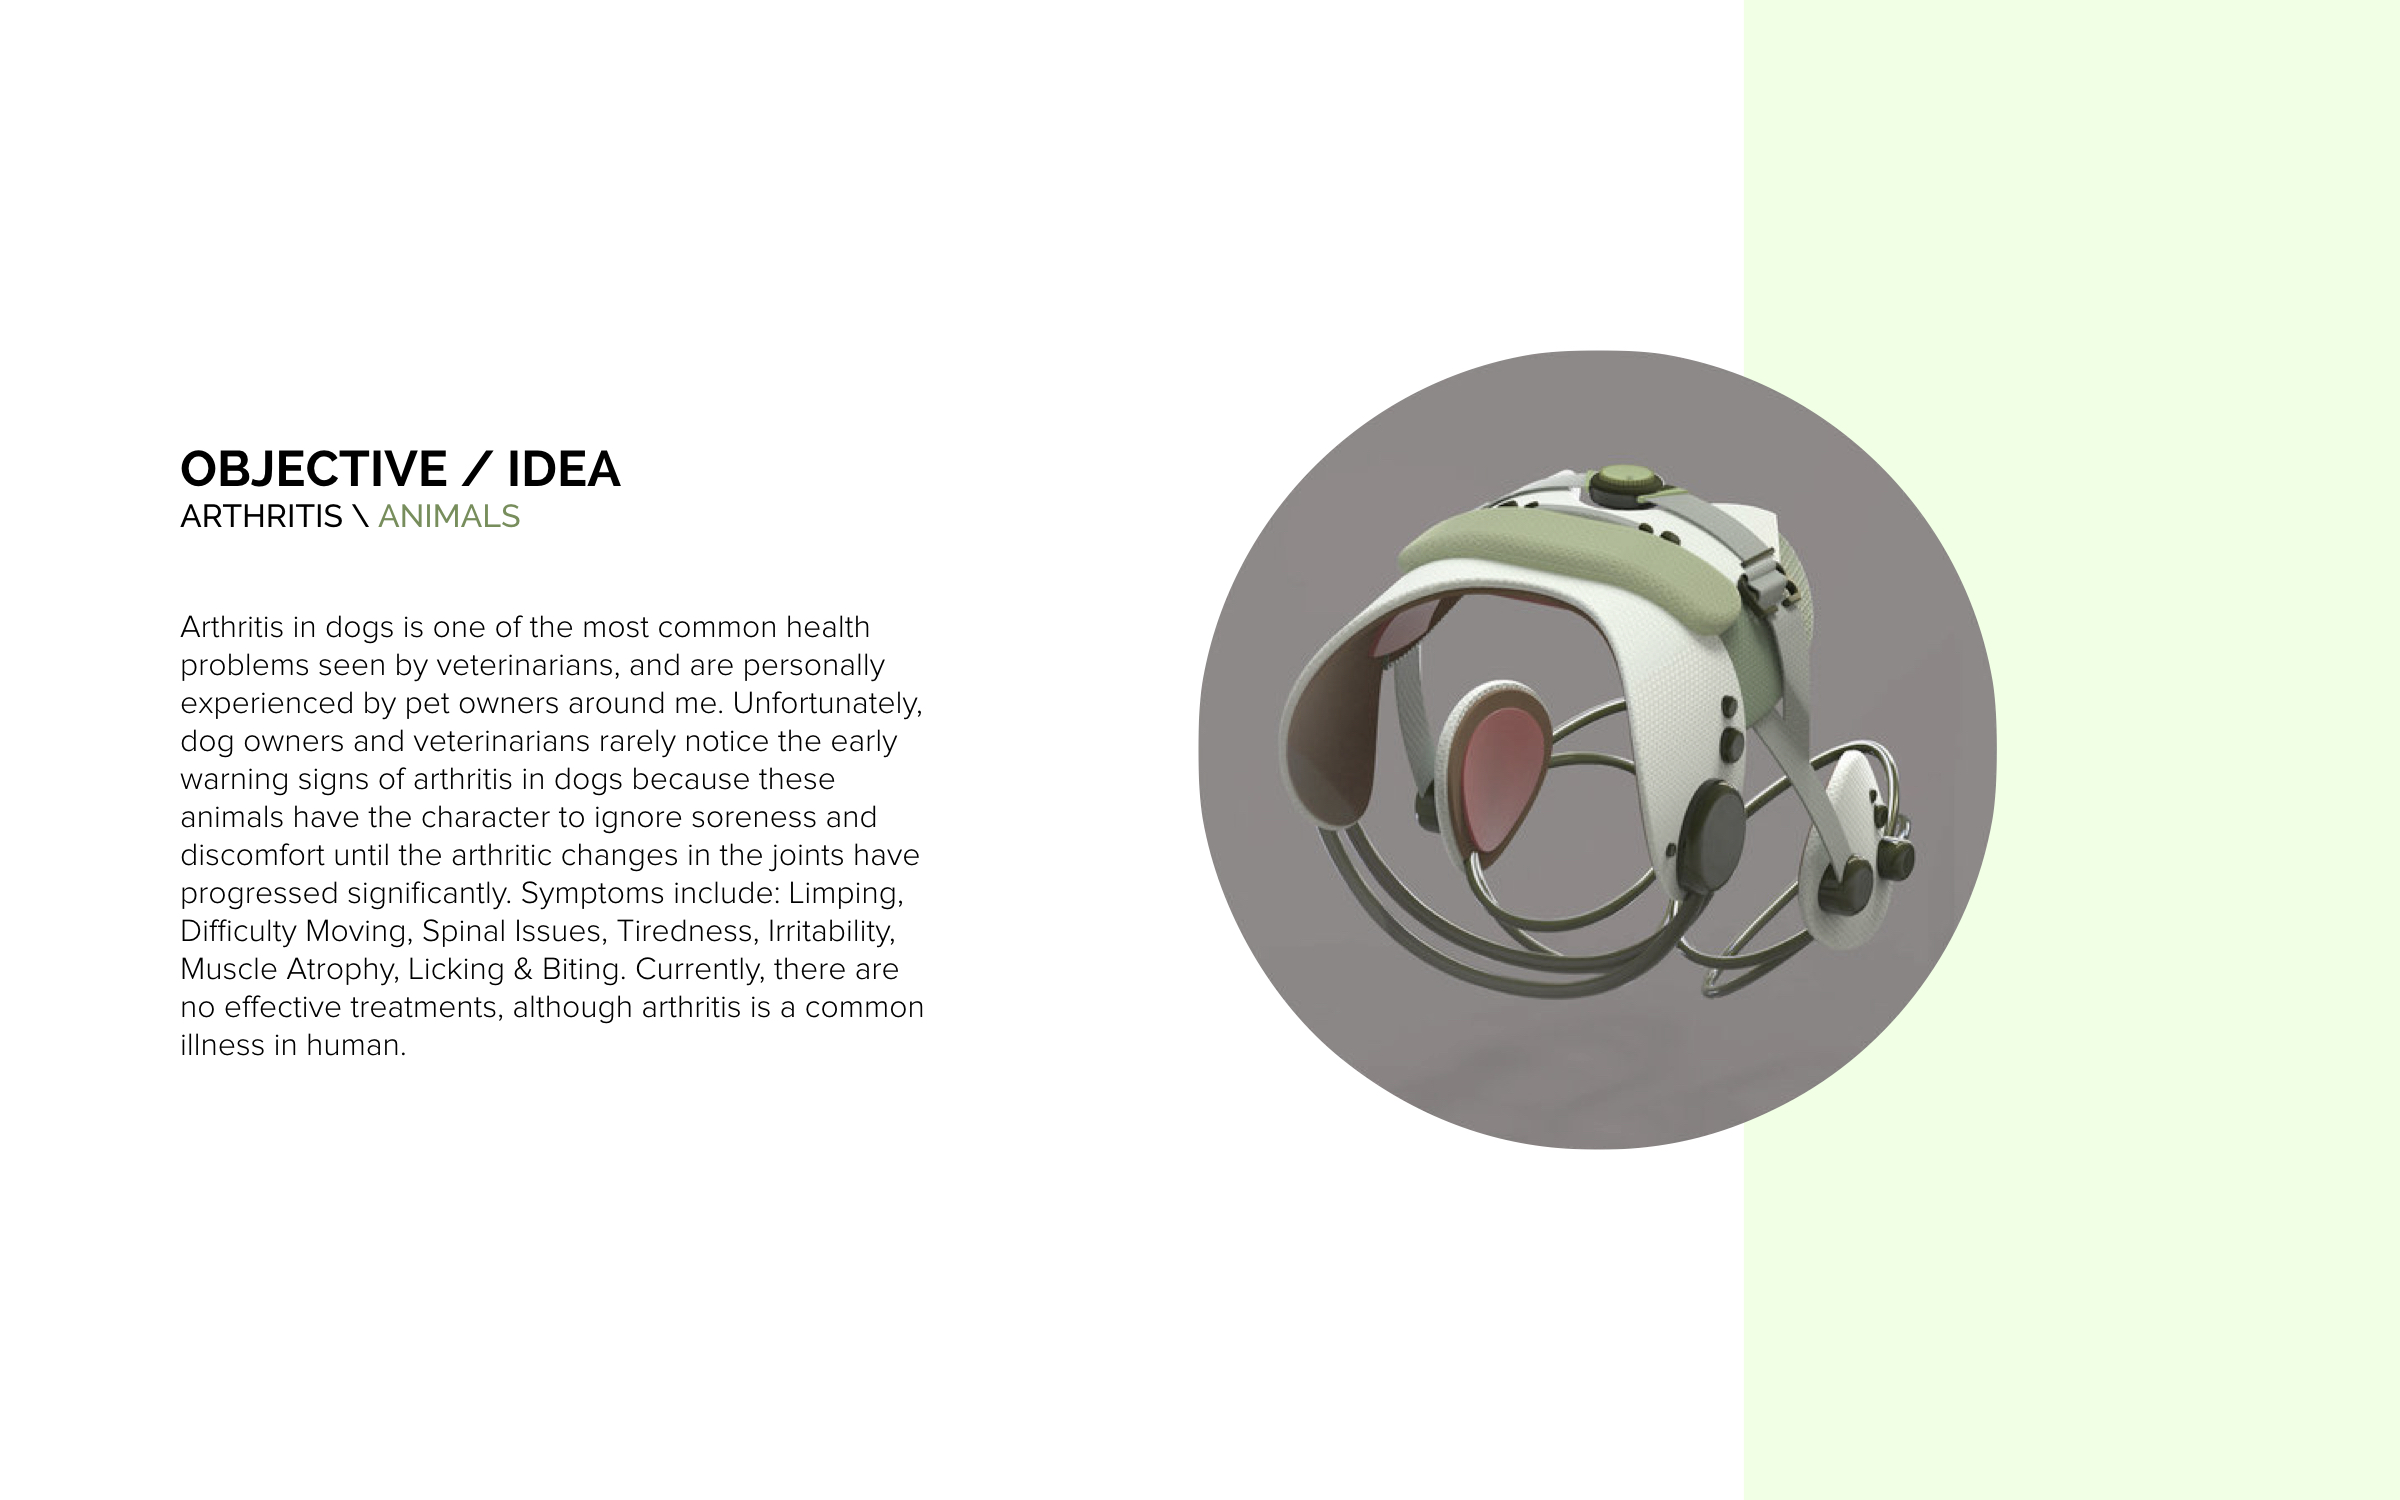 OBJECTIVE / IDEA
ARTHRITIS \ ANIMALS
Arthritis in dogs is one of the most common health
problems seen by veterinarians, and are personally
experienced by pet owners around me. Unfortunately,
dog owners and veterinarians rarely notice the early
warning signs of arthritis in dogs because these
animals have the character to ignore soreness and
discomfort until the arthritic changes in the joints have
progressed significantly. Symptoms include: Limping,
Difficulty Moving, Spinal Issues, Tiredness, Irritability,
Muscle Atrophy, Licking & Biting. Currently, there are
no effective treatments, although arthritis is a common
illness in human.